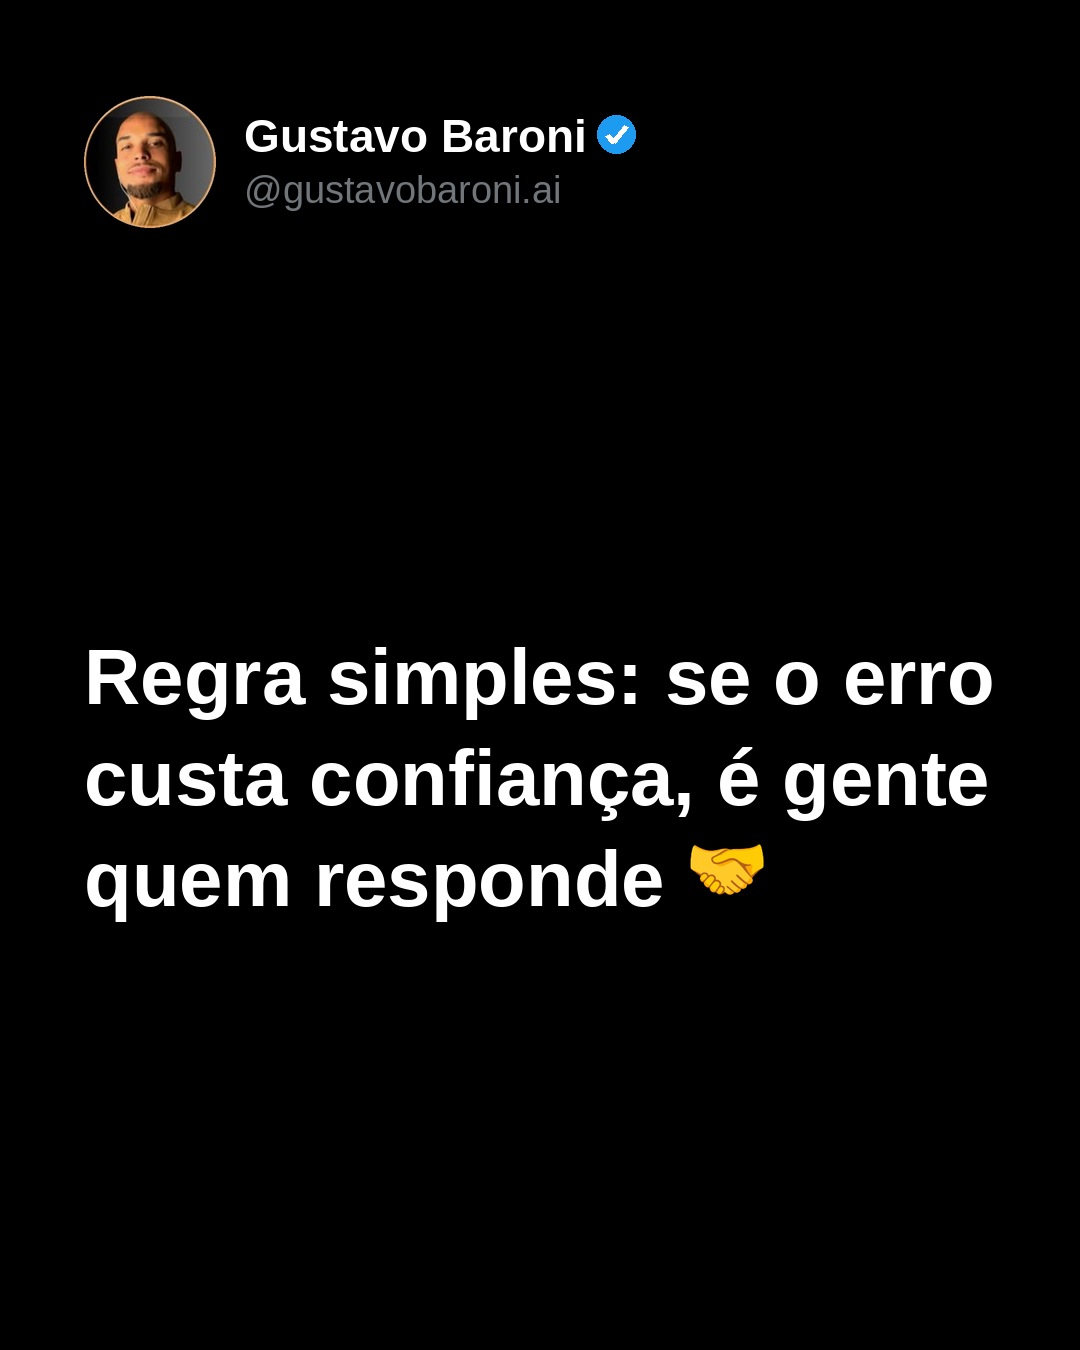 Gustavo Baroni
@gustavobaroni.ai
Regra simples: se o erro
custa confiança, é gente
quem responde 🤝